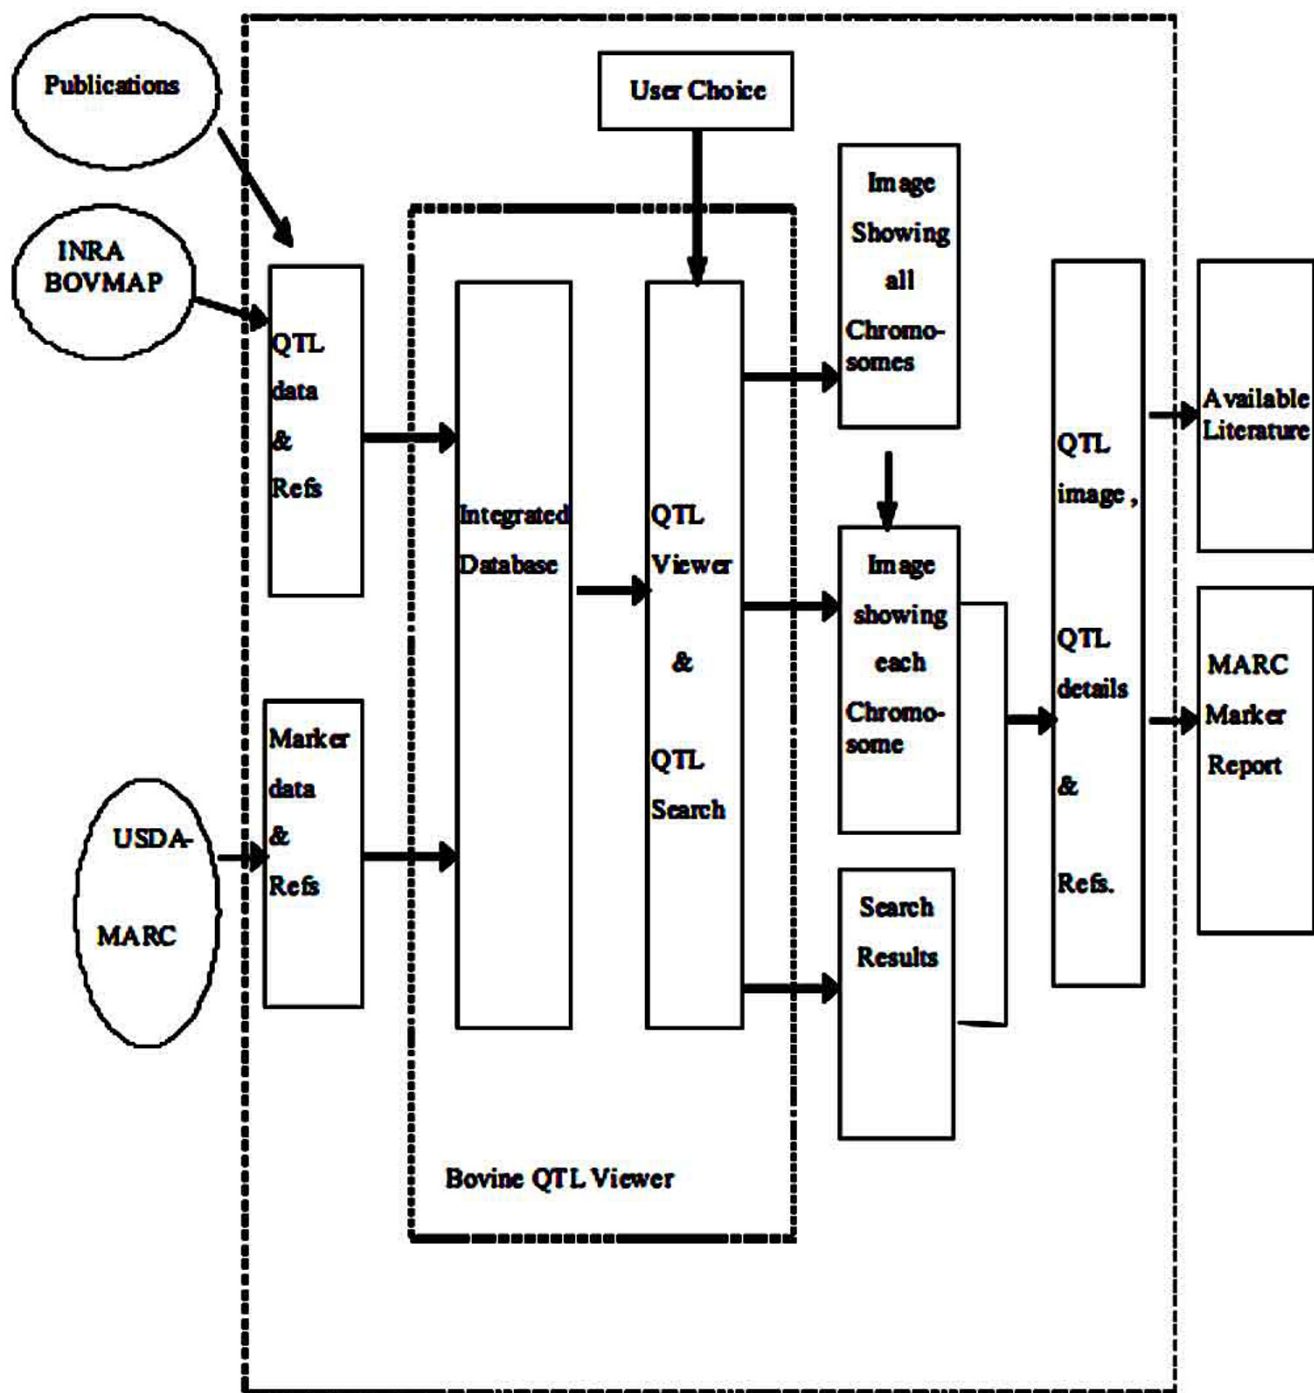 Publications
INRA
BOVMAP
USDA-
MARC
QTL
data
&
Refs
Marker
data
&
Refs
User Choice
Integrated
Database
QTL
Viewer
&
QTL
Search
Bovine QTL Viewer
Image
Showing
all
Chromo-
somes
Image
showing
each
Chromo-
some
Search
Results
QTL
image ,
QTL
details
&
Refs.
Available
Literature
MARC
Marker
Report